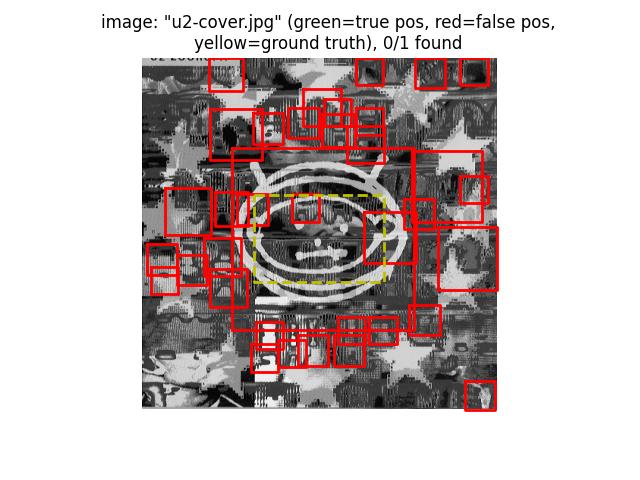 image: "u2-cover.jpg" (green=true pos, red=false pos,
yellow=ground truth), 0/1 found